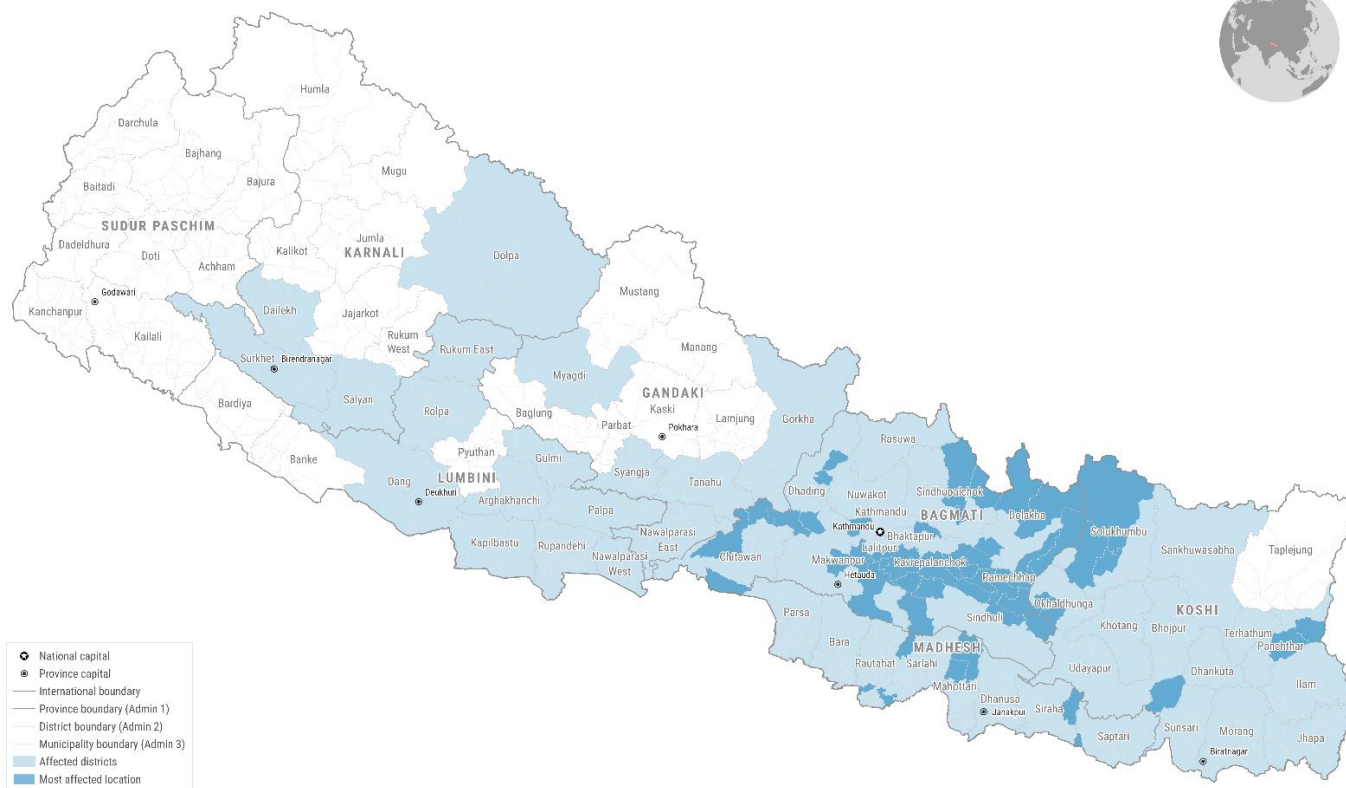 Humla
Darchula
Bajhang
Mugu
Baitadi
Bajura
SUDUR PASCHIM
Dadeldhura
Jumla
Kalikot
KARNALI
Doti
Dolpa
Achham
Godawari
Mustang
Kanchanpur
Dailekh
Jajarkot
Kailali
Rukum
West
Rukum East
Manang
Surkhet
Birendranagar
Myagdi
GANDAKI
Salyan
Bardiya
Rolpa
Baglung
Kaski
Lamjung
Gorkha
Parbat
Pokhara
Rasuwa
Pyuthan
Banke
Gulmi
Syangja
LUMBINI
Dang
Tanahu
Dhading
Nuwakot
Sindhupalchok
Deukhuri
Arghakhanchi
Palpa
Kathmandu
BAGMATI
Dolakha
Kathmandu
Bhaktapur
Solukhumbu
Nawalparasi
East
Lalitpur
Kapilbastu
Rupandehi
Nawalparasi
West
Chitawan
Makwanpur
Kavrepalanchok
Sankhuwasabha
Taplejung
Hetauda
Ramechhap
Okhaldhunga
Parsa
Sindhuli
KOSHI
Khotang
Bhojpur
Terhathum
Panchthar
Bara
MADHESH
Rautahat
Sarlahi
Udayapur
Dhankuta
Mahottari
Ilam
Dhanusa
Janakpur
Siraha
Saptari
Sunsari
Morang
Jhapa
Biratnagar
National capital
Province capital
International boundary
Province boundary (Admin 1)
District boundary (Admin 2)
Municipality boundary (Admin 3)
Affected districts
Most affected location